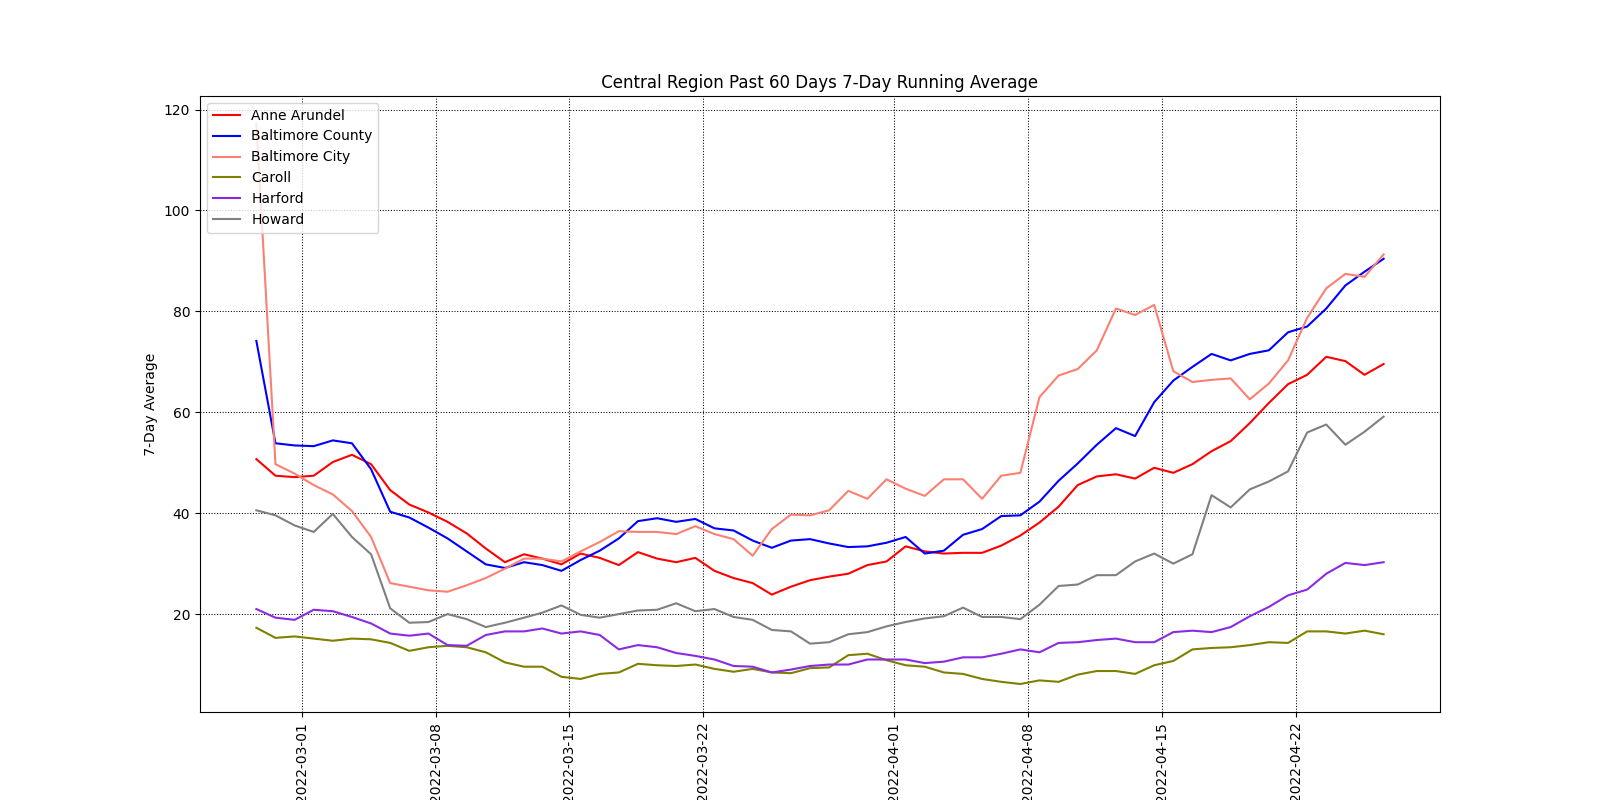 Central Region Past 60 Days 7-Day Running Average
120
100
80
60
40
20
7-Day Average
Anne Arundel
Baltimore County
Baltimore City
Caroll
Harford
Howard
2022-03-01
2022-03-08
2022-03-15
2022-03-22
2022-04-01
2022-04-08
2022-04-15
2022-04-22